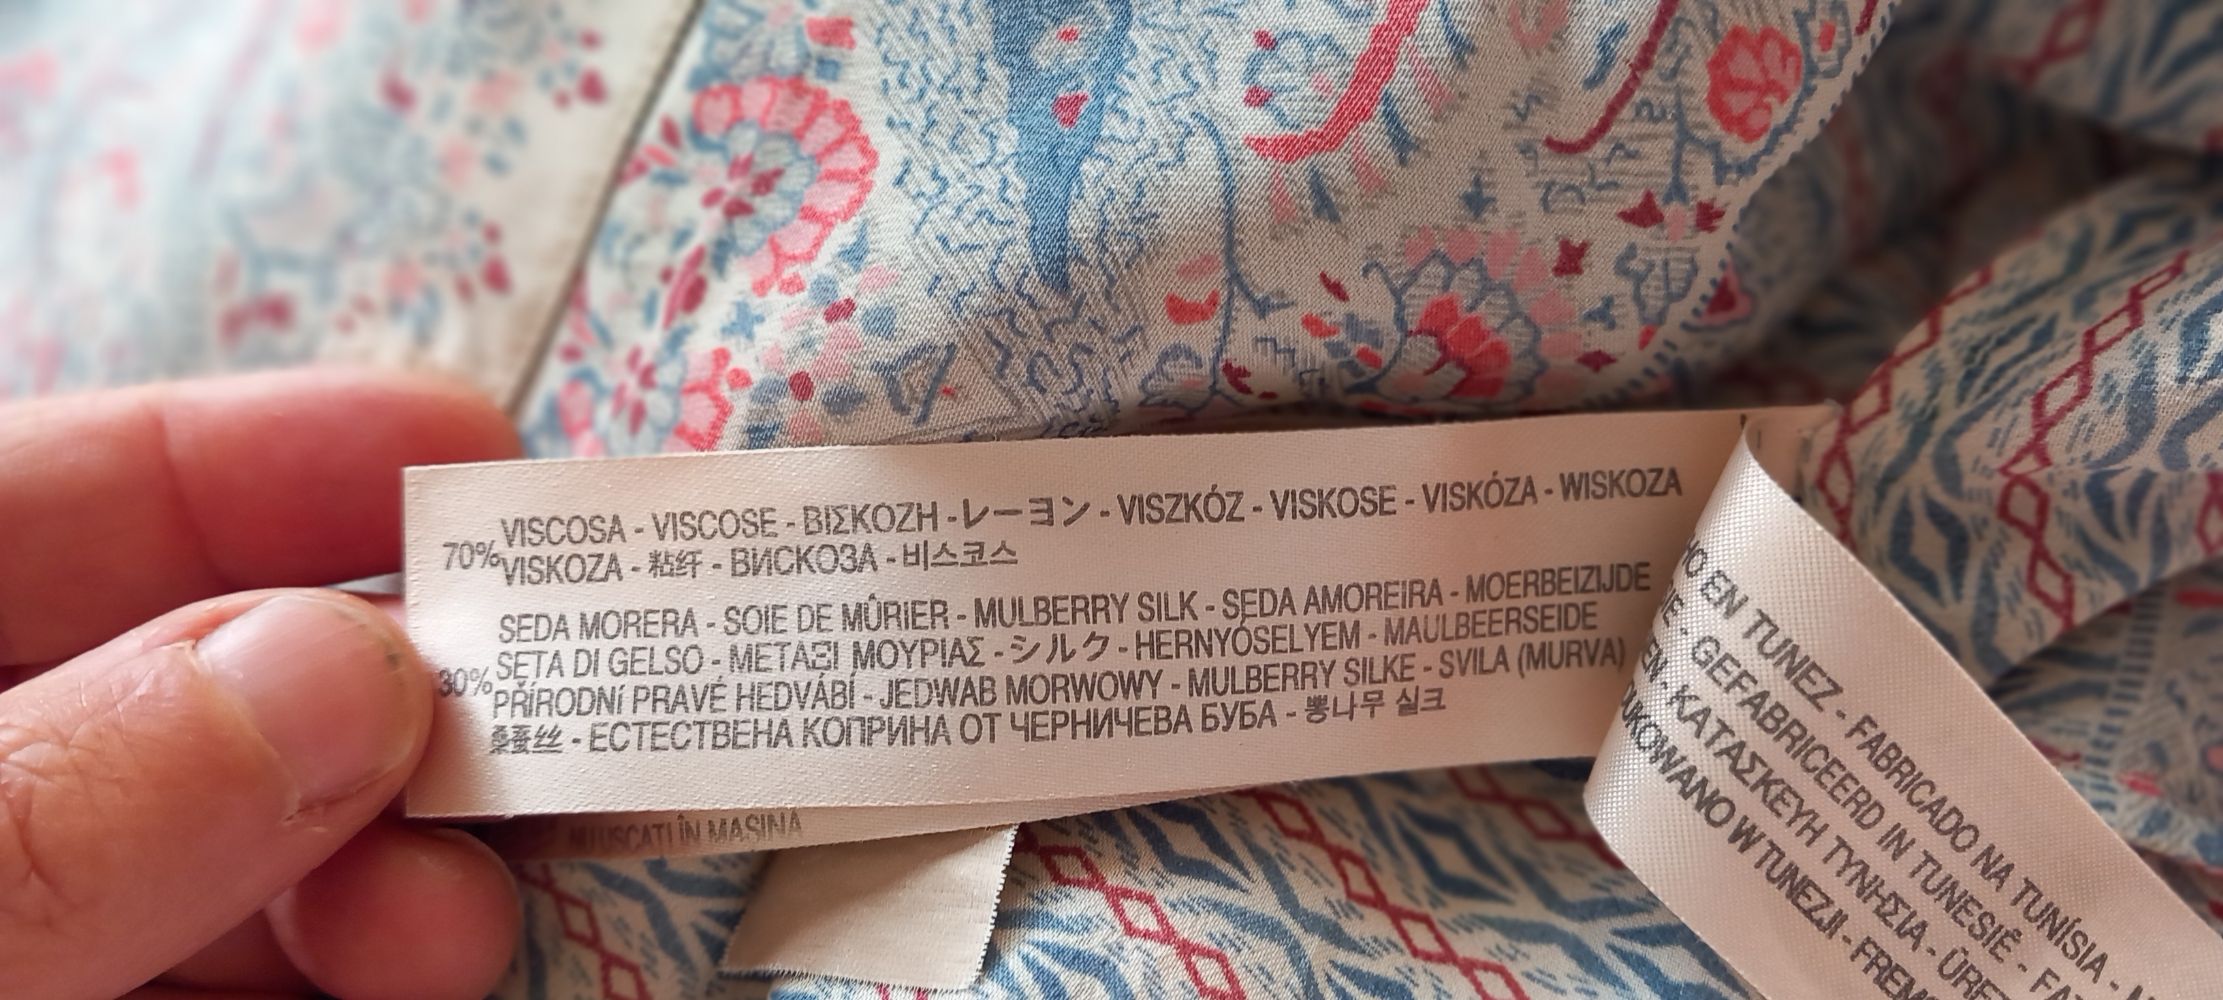 70%
VISCOSA - VISCOSE - ΒΙΣΚΟΖΗ - レーヨン - VISZKÓZ - VISKOSE - VISKÓZA - WISKOZA
VISKOZA - 粘纤 - ВИСКОЗА - 비스코스
30%
SEDA MORERA - SOIE DE MÛRIER - MULBERRY SILK - SEDA AMOREIRA - MOERBEIZIJDE
SETA DI GELSO - ΜΕΤΑΞΙ ΜΟΥΡΙΑΣ - シルク - HERNYÓSELYEM - MAULBEERSEIDE
PŘÍRODNÍ PRAVÉ HEDVÁBÍ - JEDWAB MORWOWY - MULBERRY SILKE - SVILA (MURVA)
桑蚕丝 - ЕСТЕСТВЕНА КОПРИНА ОТ ЧЕРНИЧЕВА БУБА - 뽕나무 실크
ÎN MASINA
EN TUNEZ - FABRICADO NA TUNÍSIA -
- GEFABRICEERD IN TUNESIË -
- ΚΑΤΑΣΚΕΥΗ ΤΥΝΗΣΙΑ -
W TUNEZJI -